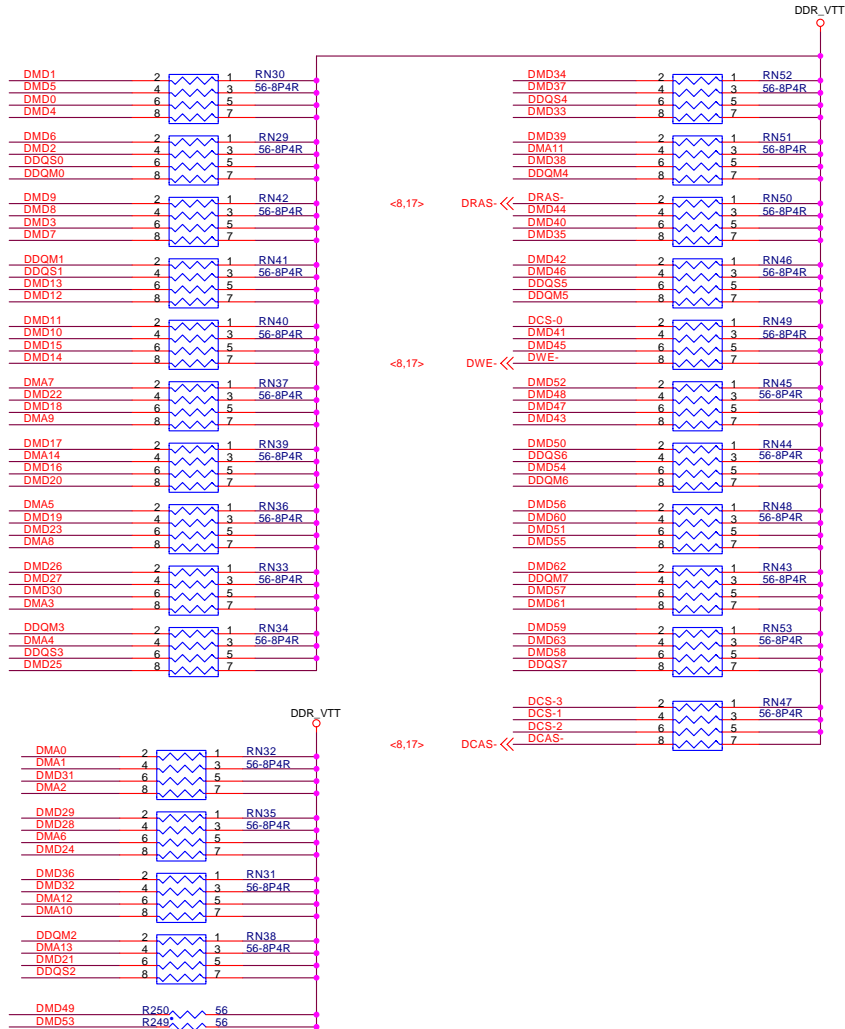 DDR_VTT
DMD1 2 1 RN30
DMD5 4 3 56-8P4R
DMD0 6 5
DMD4 8 7
DMD6 2 1 RN29
DMD2 4 3 56-8P4R
DDQS0 6 5
DDQM0 8 7
DMD9 2 1 RN42
DMD8 4 3 56-8P4R
DMD3 6 5
DMD7 8 7
DDQM1 2 1 RN41
DDQS1 4 3 56-8P4R
DMD13 6 5
DMD12 8 7
DMD11 2 1 RN40
DMD10 4 3 56-8P4R
DMD15 6 5
DMD14 8 7
DMA7 2 1 RN37
DMD22 4 3 56-8P4R
DMD18 6 5
DMA9 8 7
DMD17 2 1 RN39
DMA14 4 3 56-8P4R
DMD16 6 5
DMD20 8 7
DMA5 2 1 RN36
DMD19 4 3 56-8P4R
DMD23 6 5
DMA8 8 7
DMD26 2 1 RN33
DMD27 4 3 56-8P4R
DMD30 6 5
DMA3 8 7
DDQM3 2 1 RN34
DMA4 4 3 56-8P4R
DDQS3 6 5
DMD25 8 7
DMD34 2 1 RN52
DMD37 4 3 56-8P4R
DDQS4 6 5
DMD33 8 7
DMD39 2 1 RN51
DMA11 4 3 56-8P4R
DMD38 6 5
DDQM4 8 7
<8,17> DRAS- DRAS- 2 1 RN50
DMD44 4 3 56-8P4R
DMD40 6 5
DMD35 8 7
DMD42 2 1 RN46
DMD46 4 3 56-8P4R
DDQS5 6 5
DDQM5 8 7
DCS-0 2 1 RN49
DMD41 4 3 56-8P4R
DMD45 6 5
<8,17> DWE- DWE- 8 7
DMD52 2 1 RN45
DMD48 4 3 56-8P4R
DMD47 6 5
DMD43 8 7
DMD50 2 1 RN44
DDQS6 4 3 56-8P4R
DMD54 6 5
DDQM6 8 7
DMD56 2 1 RN48
DMD60 4 3 56-8P4R
DMD51 6 5
DMD55 8 7
DMD62 2 1 RN43
DDQM7 4 3 56-8P4R
DMD57 6 5
DMD61 8 7
DMD59 2 1 RN53
DMD63 4 3 56-8P4R
DMD58 6 5
DDQS7 8 7
DCS-3 2 1 RN47
DCS-1 4 3 56-8P4R
DCS-2 6 5
<8,17> DCAS- DCAS- 8 7
DDR_VTT
DMA0 2 1 RN32
DMA1 4 3 56-8P4R
DMD31 6 5
DMA2 8 7
DMD29 2 1 RN35
DMD28 4 3 56-8P4R
DMA6 6 5
DMD24 8 7
DMD36 2 1 RN31
DMD32 4 3 56-8P4R
DMA12 6 5
DMA10 8 7
DDQM2 2 1 RN38
DMA13 4 3 56-8P4R
DMD21 6 5
DDQS2 8 7
DMD49 R250 56
DMD53 R249 56